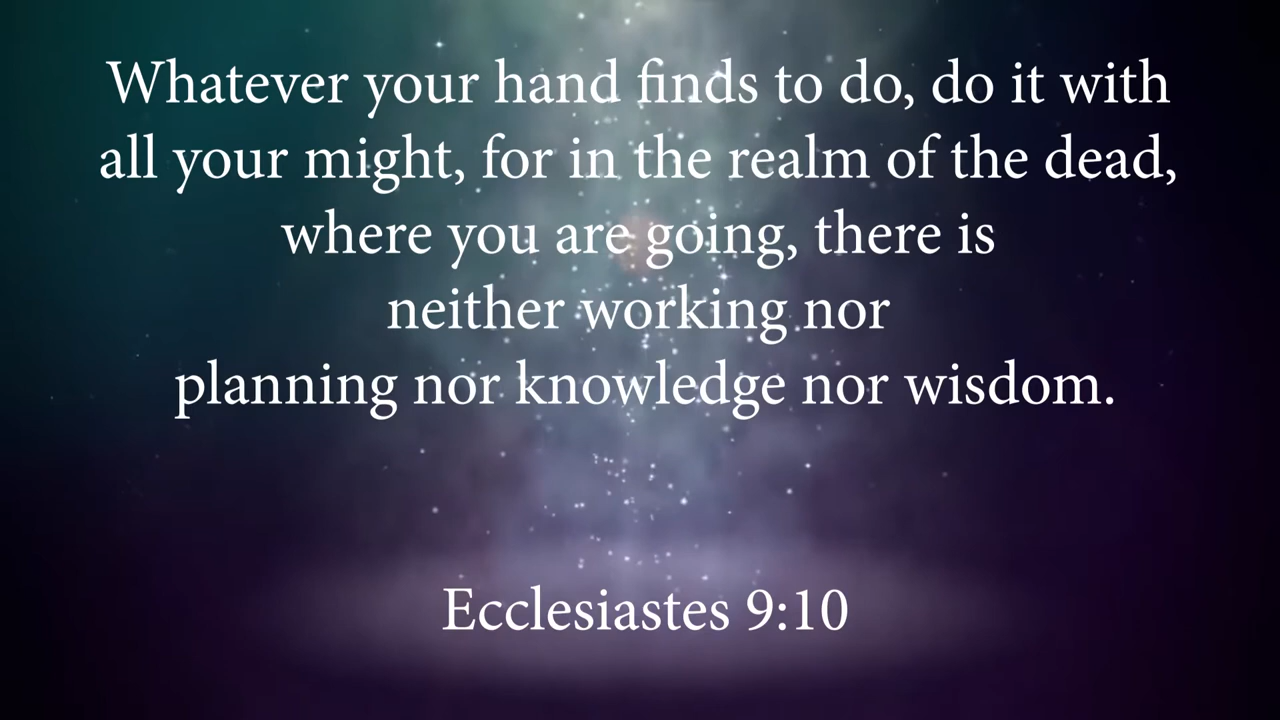 Whatever your hand finds to do, do it with
all your might, for in the realm of the dead,
where you are going, there is
neither working nor
planning nor knowledge nor wisdom.
Ecclesiastes 9:10